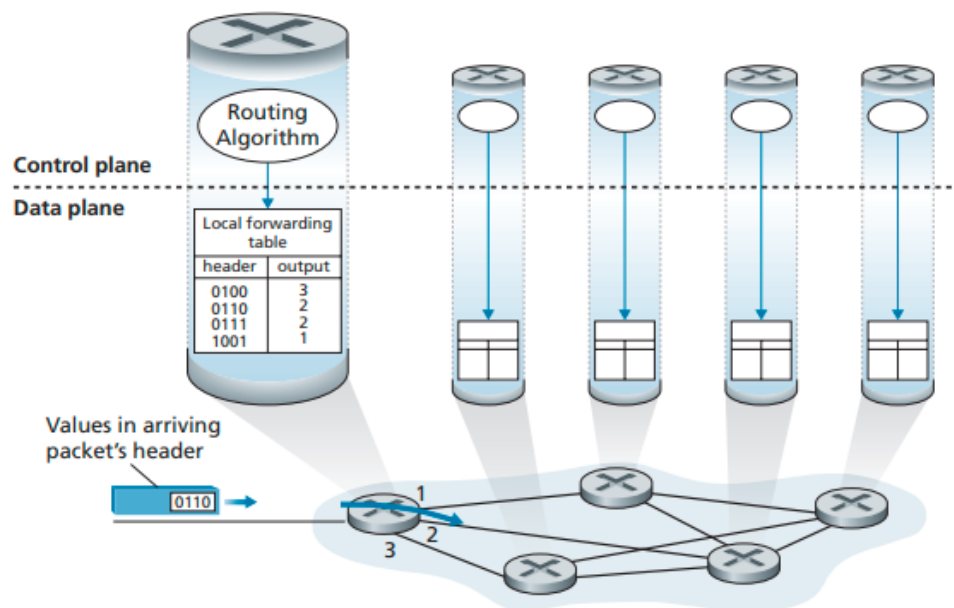 Routing
Algorithm
Control plane
Data plane
Local forwarding
table
header output
0100 3
0110 2
0111 2
1001 1
Values in arriving
packet's header
0110
1
2
3